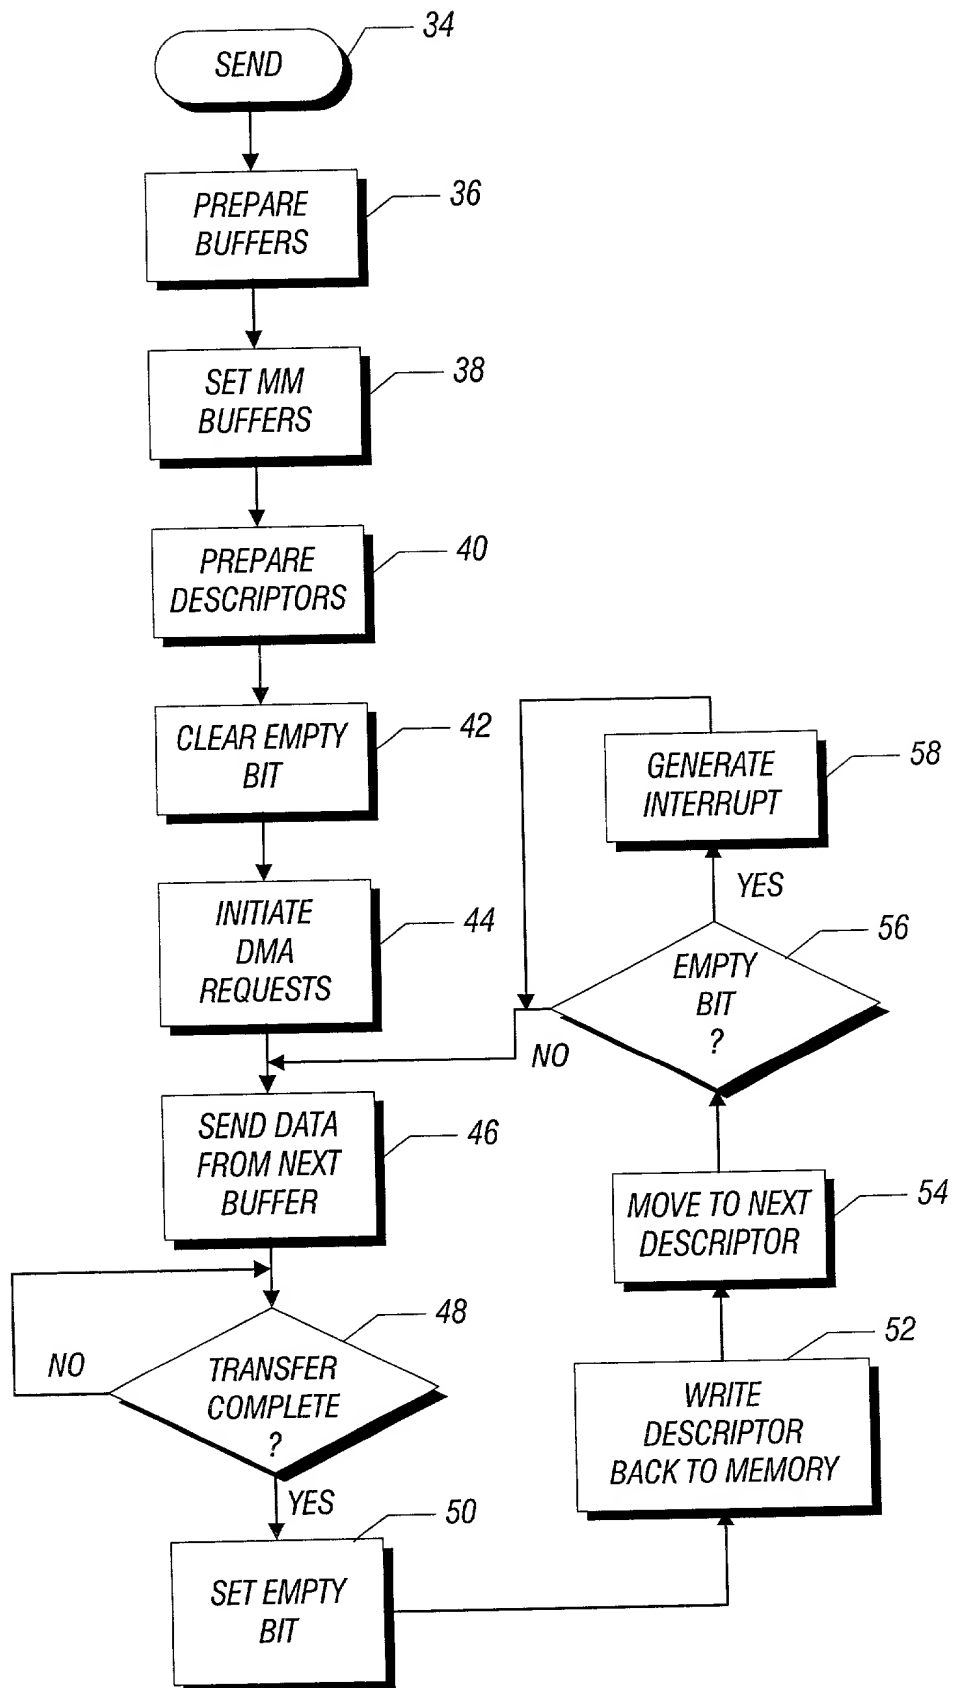 34
SEND
36
PREPARE
BUFFERS
38
SET MM
BUFFERS
40
PREPARE
DESCRIPTORS
42
CLEAR EMPTY
BIT
44
INITIATE
DMA
REQUESTS
46
SEND DATA
FROM NEXT
BUFFER
48
TRANSFER
COMPLETE
?
NO
YES
50
SET EMPTY
BIT
52
WRITE
DESCRIPTOR
BACK TO MEMORY
54
MOVE TO NEXT
DESCRIPTOR
56
EMPTY
BIT
?
NO
YES
58
GENERATE
INTERRUPT